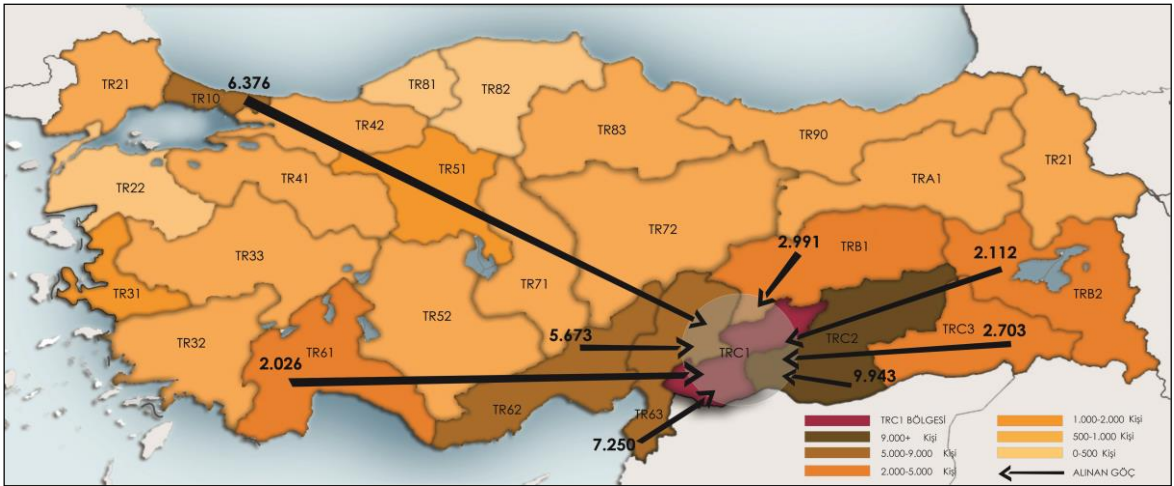 TR21
TR10
6.376
TR81
TR82
TR42
TR83
TR90
TR21
TR51
TRA1
TR22
TR41
TR72
2.991
TRB1
2.112
TR33
TR71
TR31
TRB2
TR52
5.673
TRC1
TRC2
TRC3
2.703
TR32
TR61
2.026
9.943
TR62
TR63
7.250
TRC1 BÖLGESİ
9.000+ Kişi
5.000-9.000 Kişi
2.000-5.000 Kişi
1.000-2.000 Kişi
500-1.000 Kişi
0-500 Kişi
ALINAN GÖÇ